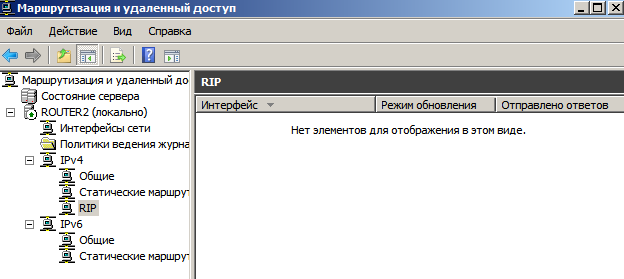 Маршрутизация и удаленный доступ
Файл Действие Вид Справка
Маршрутизация и удаленный до
Состояние сервера
ROUTER2 (локально)
Интерфейсы сети
Политики ведения журна
IPv4
Общие
Статические маршрут
RIP
IPv6
Общие
Статические маршрут
RIP
Интерфейс Режим обновления Отправлено ответов
Нет элементов для отображения в этом виде.